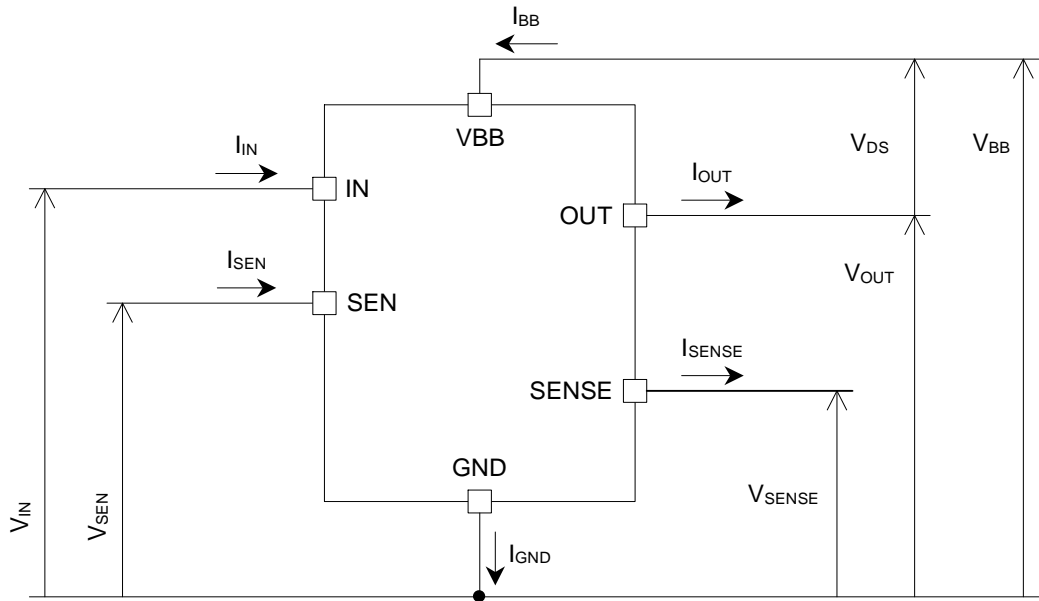 IBB
VBB
IIN
IN
VDS
VBB
IOUT
OUT
ISEN
SEN
VOUT
ISENSE
SENSE
GND
VSENSE
VIN
VSEN
IGND